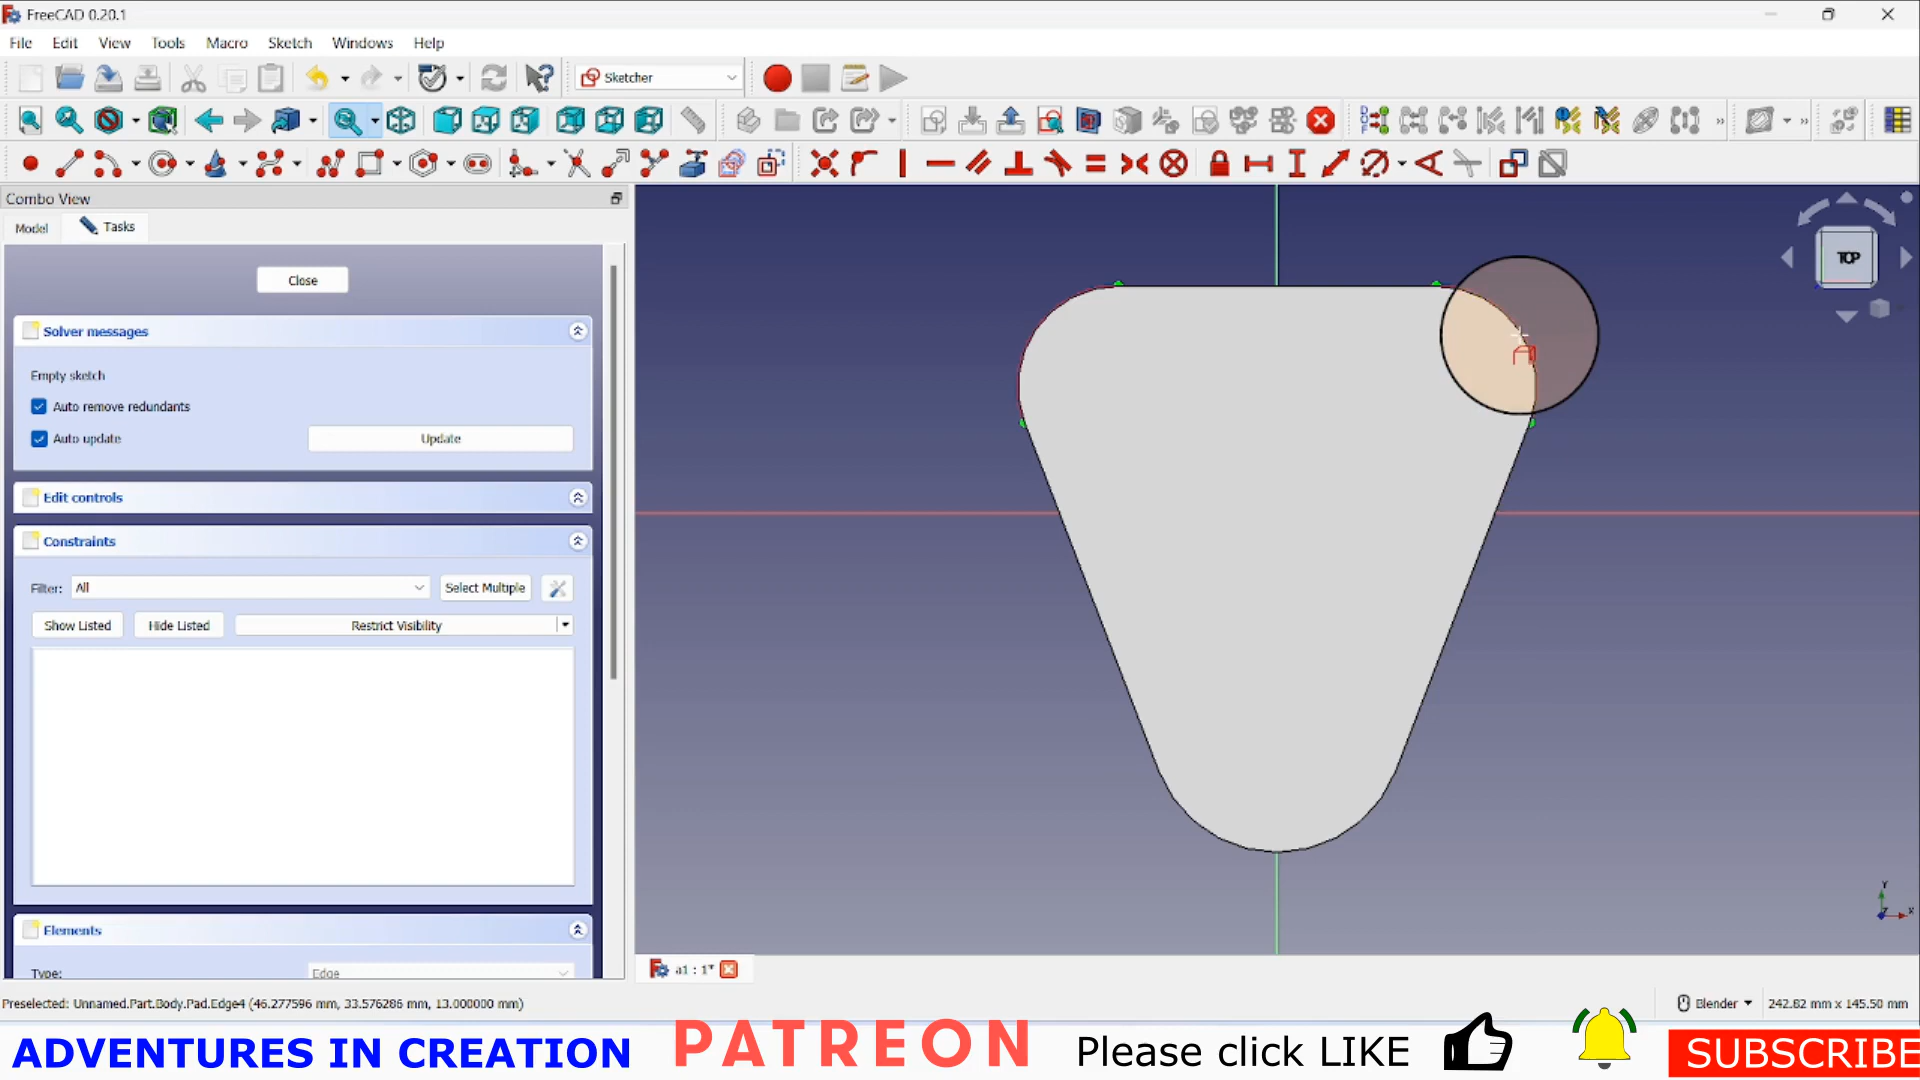 FreeCAD 0.20.1
File Edit View Tools Macro Sketch Windows Help
Sketcher
Combo View
Model Tasks
TOP
Close
Solver messages
Empty sketch
Auto remove redundants
Auto update Update
Edit controls
Constraints
Filter: All Select Multiple
Show Listed Hide Listed Restrict Visibility
Elements
Type: Edge
Y
Z X
a1 : 1*
Preselected: Unnamed.Part.Body.Pad.Edge4 (46.277596 mm, 33.576286 mm, 13.000000 mm) Blender 242.82 mm x 145.50 mm
ADVENTURES IN CREATION PATREON Please click LIKE SUBSCRIBE